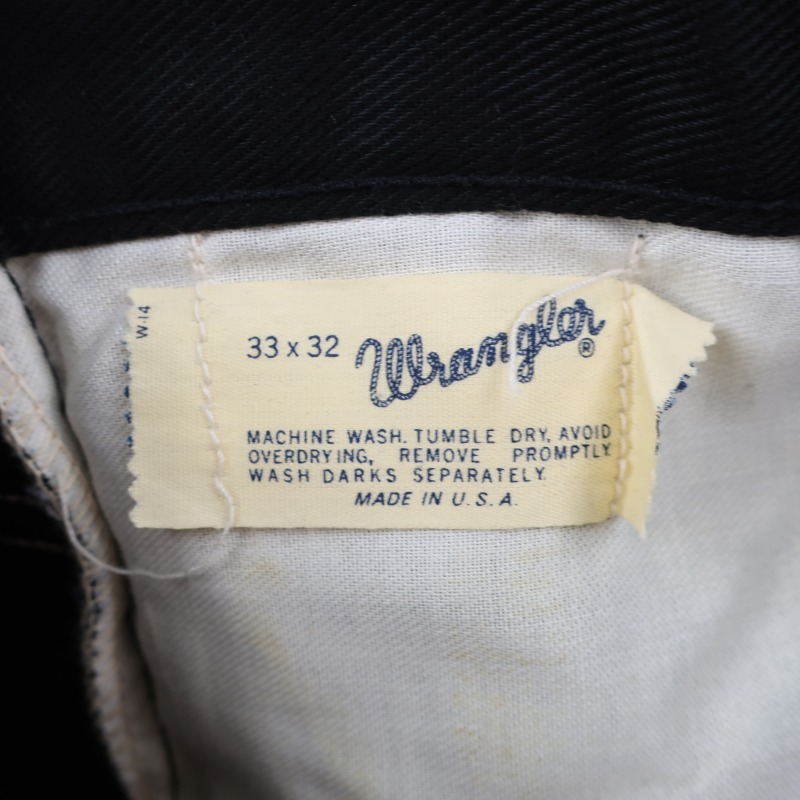 W-14
33 x 32 Wrangler®
MACHINE WASH. TUMBLE DRY, AVOID
OVERDRYING, REMOVE PROMPTLY.
WASH DARKS SEPARATELY.
MADE IN U.S.A.